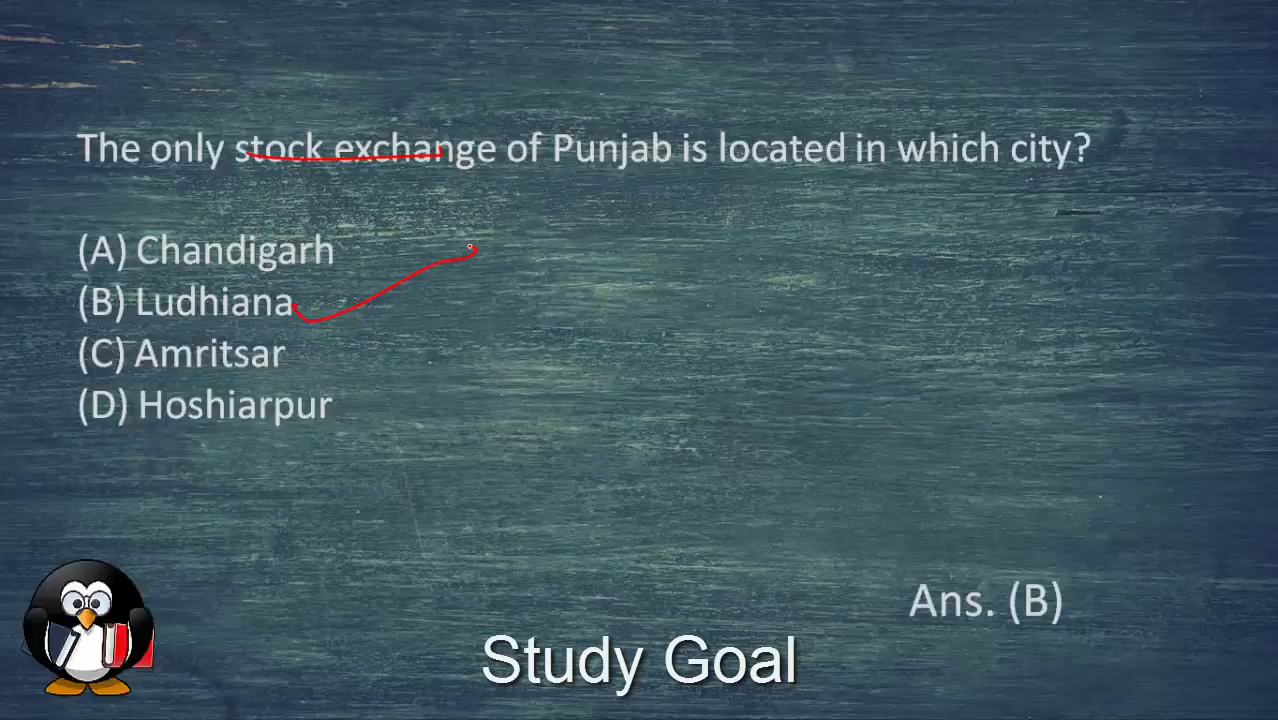 The only stock exchange of Punjab is located in which city?
(A) Chandigarh
(B) Ludhiana
(C) Amritsar
(D) Hoshiarpur
Ans. (B)
Study Goal